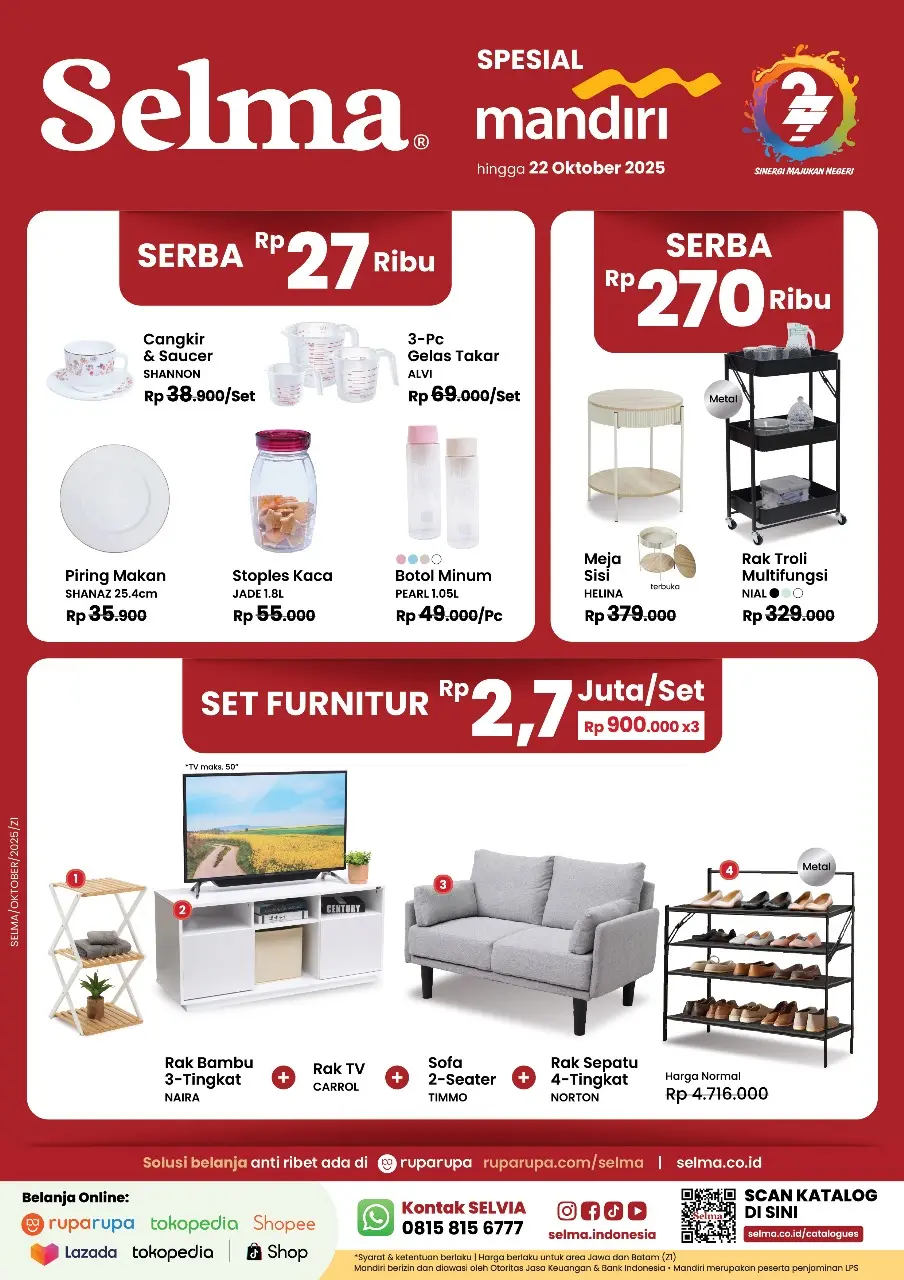 Selma®
SPESIAL
mandiri
hingga 22 Oktober 2025
SINERGI MAJUKAN NEGERI
SERBA Rp 27 Ribu
Cangkir
& Saucer
SHANNON
Rp 38.900/Set
3-Pc
Gelas Takar
ALVI
Rp 69.000/Set
Piring Makan
SHANAZ 25.4cm
Rp 35.900
Stoples Kaca
JADE 1.8L
Rp 55.000
Botol Minum
PEARL 1.05L
Rp 49.000/Pc
SERBA
Rp 270 Ribu
Metal
Meja
Sisi
HELINA
Rp 379.000
terbuka
Rak Troli
Multifungsi
NIAL
Rp 329.000
SET FURNITUR Rp 2,7 Juta/Set
Rp 900.000 x3
*TV maks. 50"
1
2
3
4
Metal
CENTURY
Rak Bambu
3-Tingkat
NAIRA
+
Rak TV
CARROL
+
Sofa
2-Seater
TIMMO
+
Rak Sepatu
4-Tingkat
NORTON
Harga Normal
Rp 4.716.000
SELMA/OKTOBER/2025/Z1
Solusi belanja anti ribet ada di ruparupa ruparupa.com/selma | selma.co.id
Belanja Online:
ruparupa tokopedia Shopee
Lazada tokopedia | Shop
Kontak SELVIA
0815 815 6777
selma.indonesia
Selma
SCAN KATALOG
DI SINI
selma.co.id/catalogues
*Syarat & ketentuan berlaku | Harga berlaku untuk area Jawa dan Batam (Z1)
Mandiri berizin dan diawasi oleh Otoritas Jasa Keuangan & Bank Indonesia • Mandiri merupakan peserta penjaminan LPS